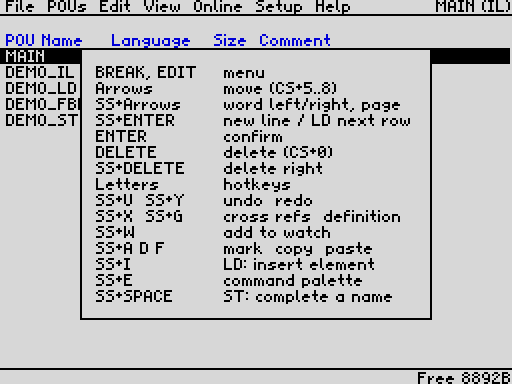 File POUs Edit View Online Setup Help MAIN (IL)
POU Name Language Size Comment
MAIN
DEMO_IL
DEMO_LD
DEMO_FB
DEMO_ST
BREAK, EDIT menu
Arrows move (CS+5..8)
SS+Arrows word left/right, page
SS+ENTER new line / LD next row
ENTER confirm
DELETE delete (CS+0)
SS+DELETE delete right
Letters hotkeys
SS+U SS+Y undo redo
SS+X SS+G cross refs definition
SS+W add to watch
SS+A D F mark copy paste
SS+I LD: insert element
SS+E command palette
SS+SPACE ST: complete a name
Free 8892B